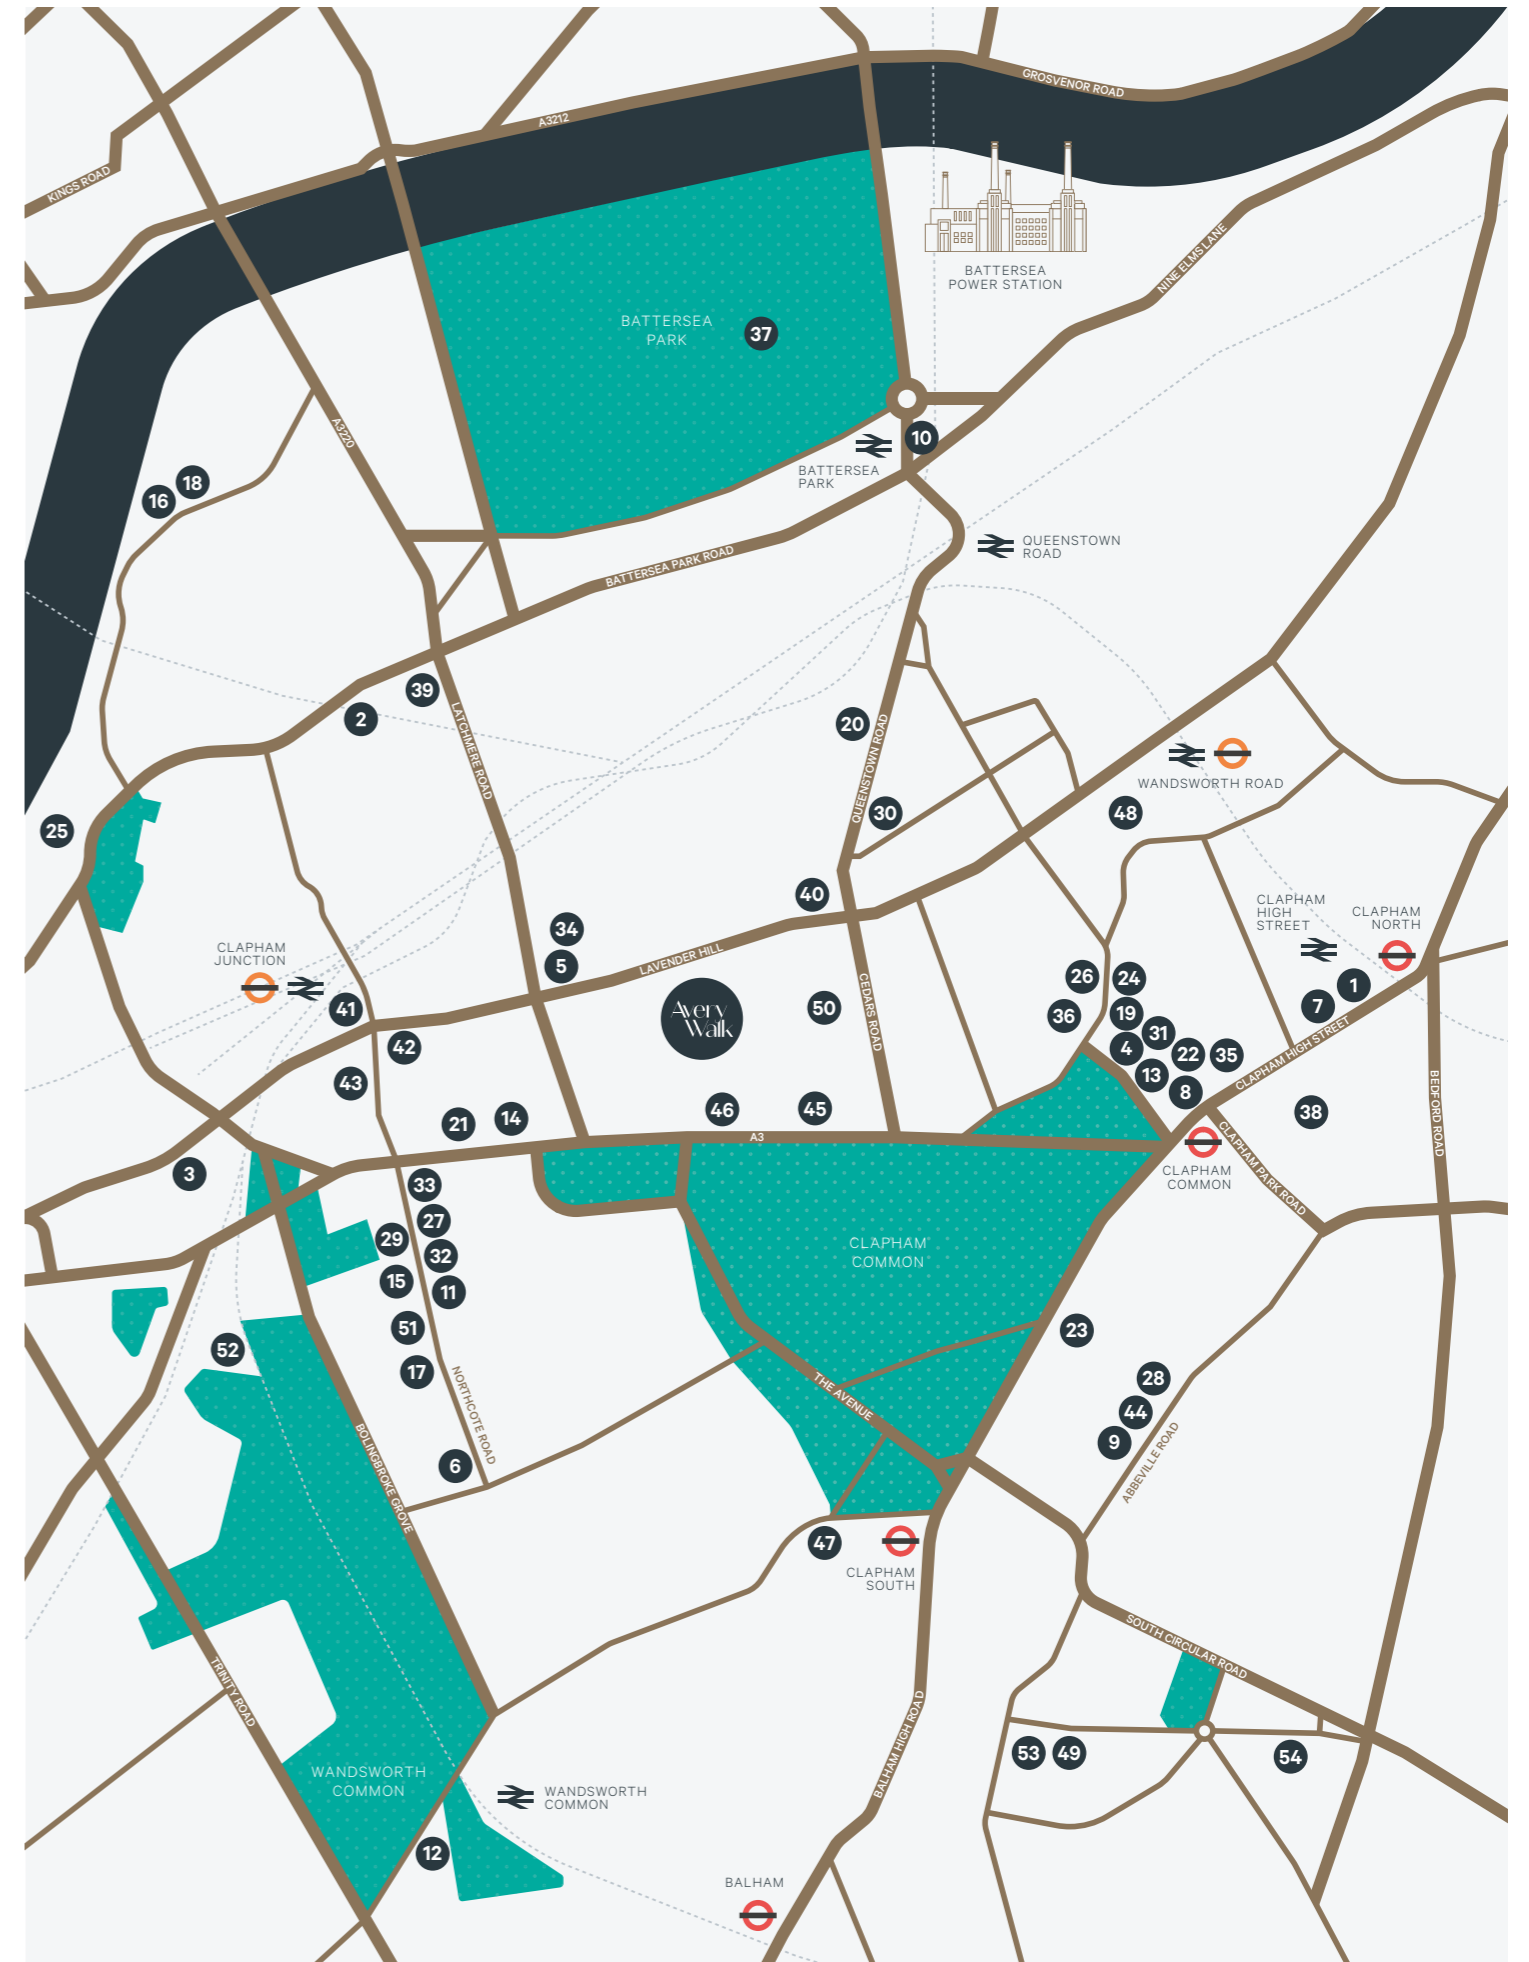 GROSVENOR ROAD
A3212
KINGS ROAD
NINE ELMS LANE
BATTERSEA
POWER STATION
BATTERSEA
PARK
37
A3220
10
BATTERSEA
PARK
18
16
QUEENSTOWN
ROAD
BATTERSEA PARK ROAD
39
2
LATCHMERE ROAD
20
QUEENSTOWN ROAD
WANDSWORTH ROAD
30
48
25
40
CLAPHAM
HIGH
STREET
CLAPHAM
NORTH
34
5
LAVENDER HILL
CLAPHAM
JUNCTION
41
42
43
Avery
Walk
50
CEDARS ROAD
26
24
36
19
31
4
22
35
13
8
1
7
CLAPHAM HIGH STREET
38
BEDFORD ROAD
46
45
21
14
A3
3
CLAPHAM
COMMON
CLAPHAM PARK ROAD
33
27
29
32
15
11
51
17
52
NORTHCOTE ROAD
6
BOLINGBROKE GROVE
CLAPHAM
COMMON
THE AVENUE
23
28
44
9
ABBEVILLE ROAD
47
CLAPHAM
SOUTH
SOUTH CIRCULAR ROAD
TRINITY ROAD
BALHAM HIGH ROAD
53
49
54
WANDSWORTH
COMMON
WANDSWORTH
COMMON
12
BALHAM